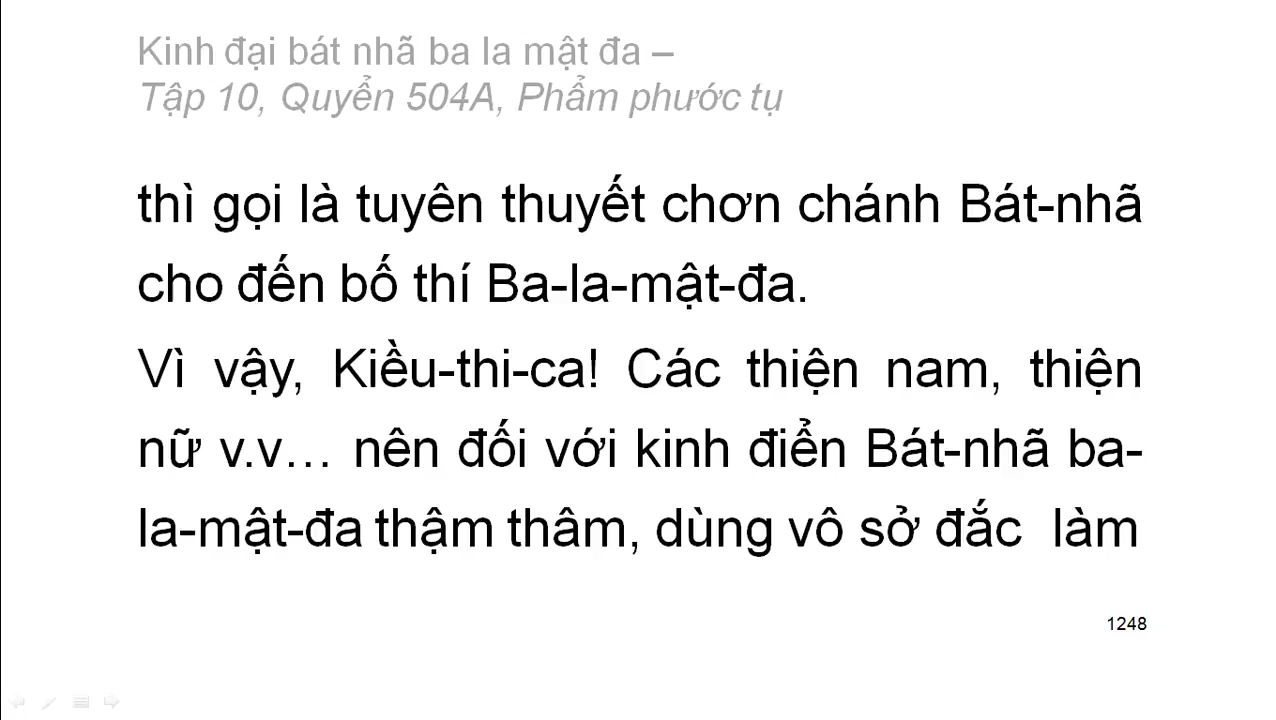 Kinh đại bát nhã ba la mật đa –
Tập 10, Quyển 504A, Phẩm phước tụ
thì gọi là tuyên thuyết chơn chánh Bát-nhã
cho đến bố thí Ba-la-mật-đa.
Vì vậy, Kiều-thi-ca! Các thiện nam, thiện
nữ v.v… nên đối với kinh điển Bát-nhã ba-
la-mật-đa thậm thâm, dùng vô sở đắc làm
1248